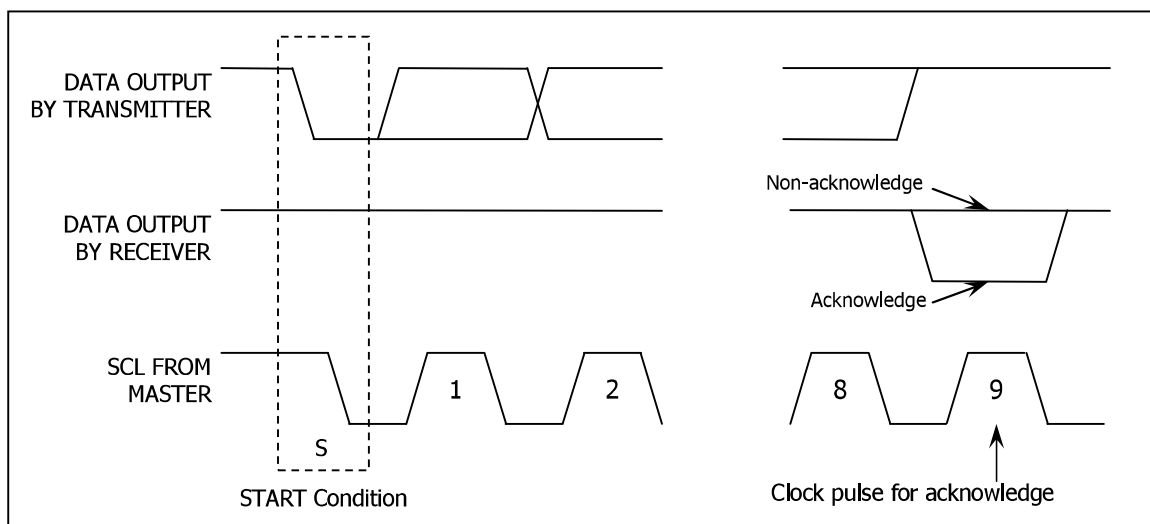 DATA OUTPUT
BY TRANSMITTER
Non-acknowledge
DATA OUTPUT
BY RECEIVER
Acknowledge
SCL FROM
MASTER
1
2
8
9
S
START Condition
Clock pulse for acknowledge